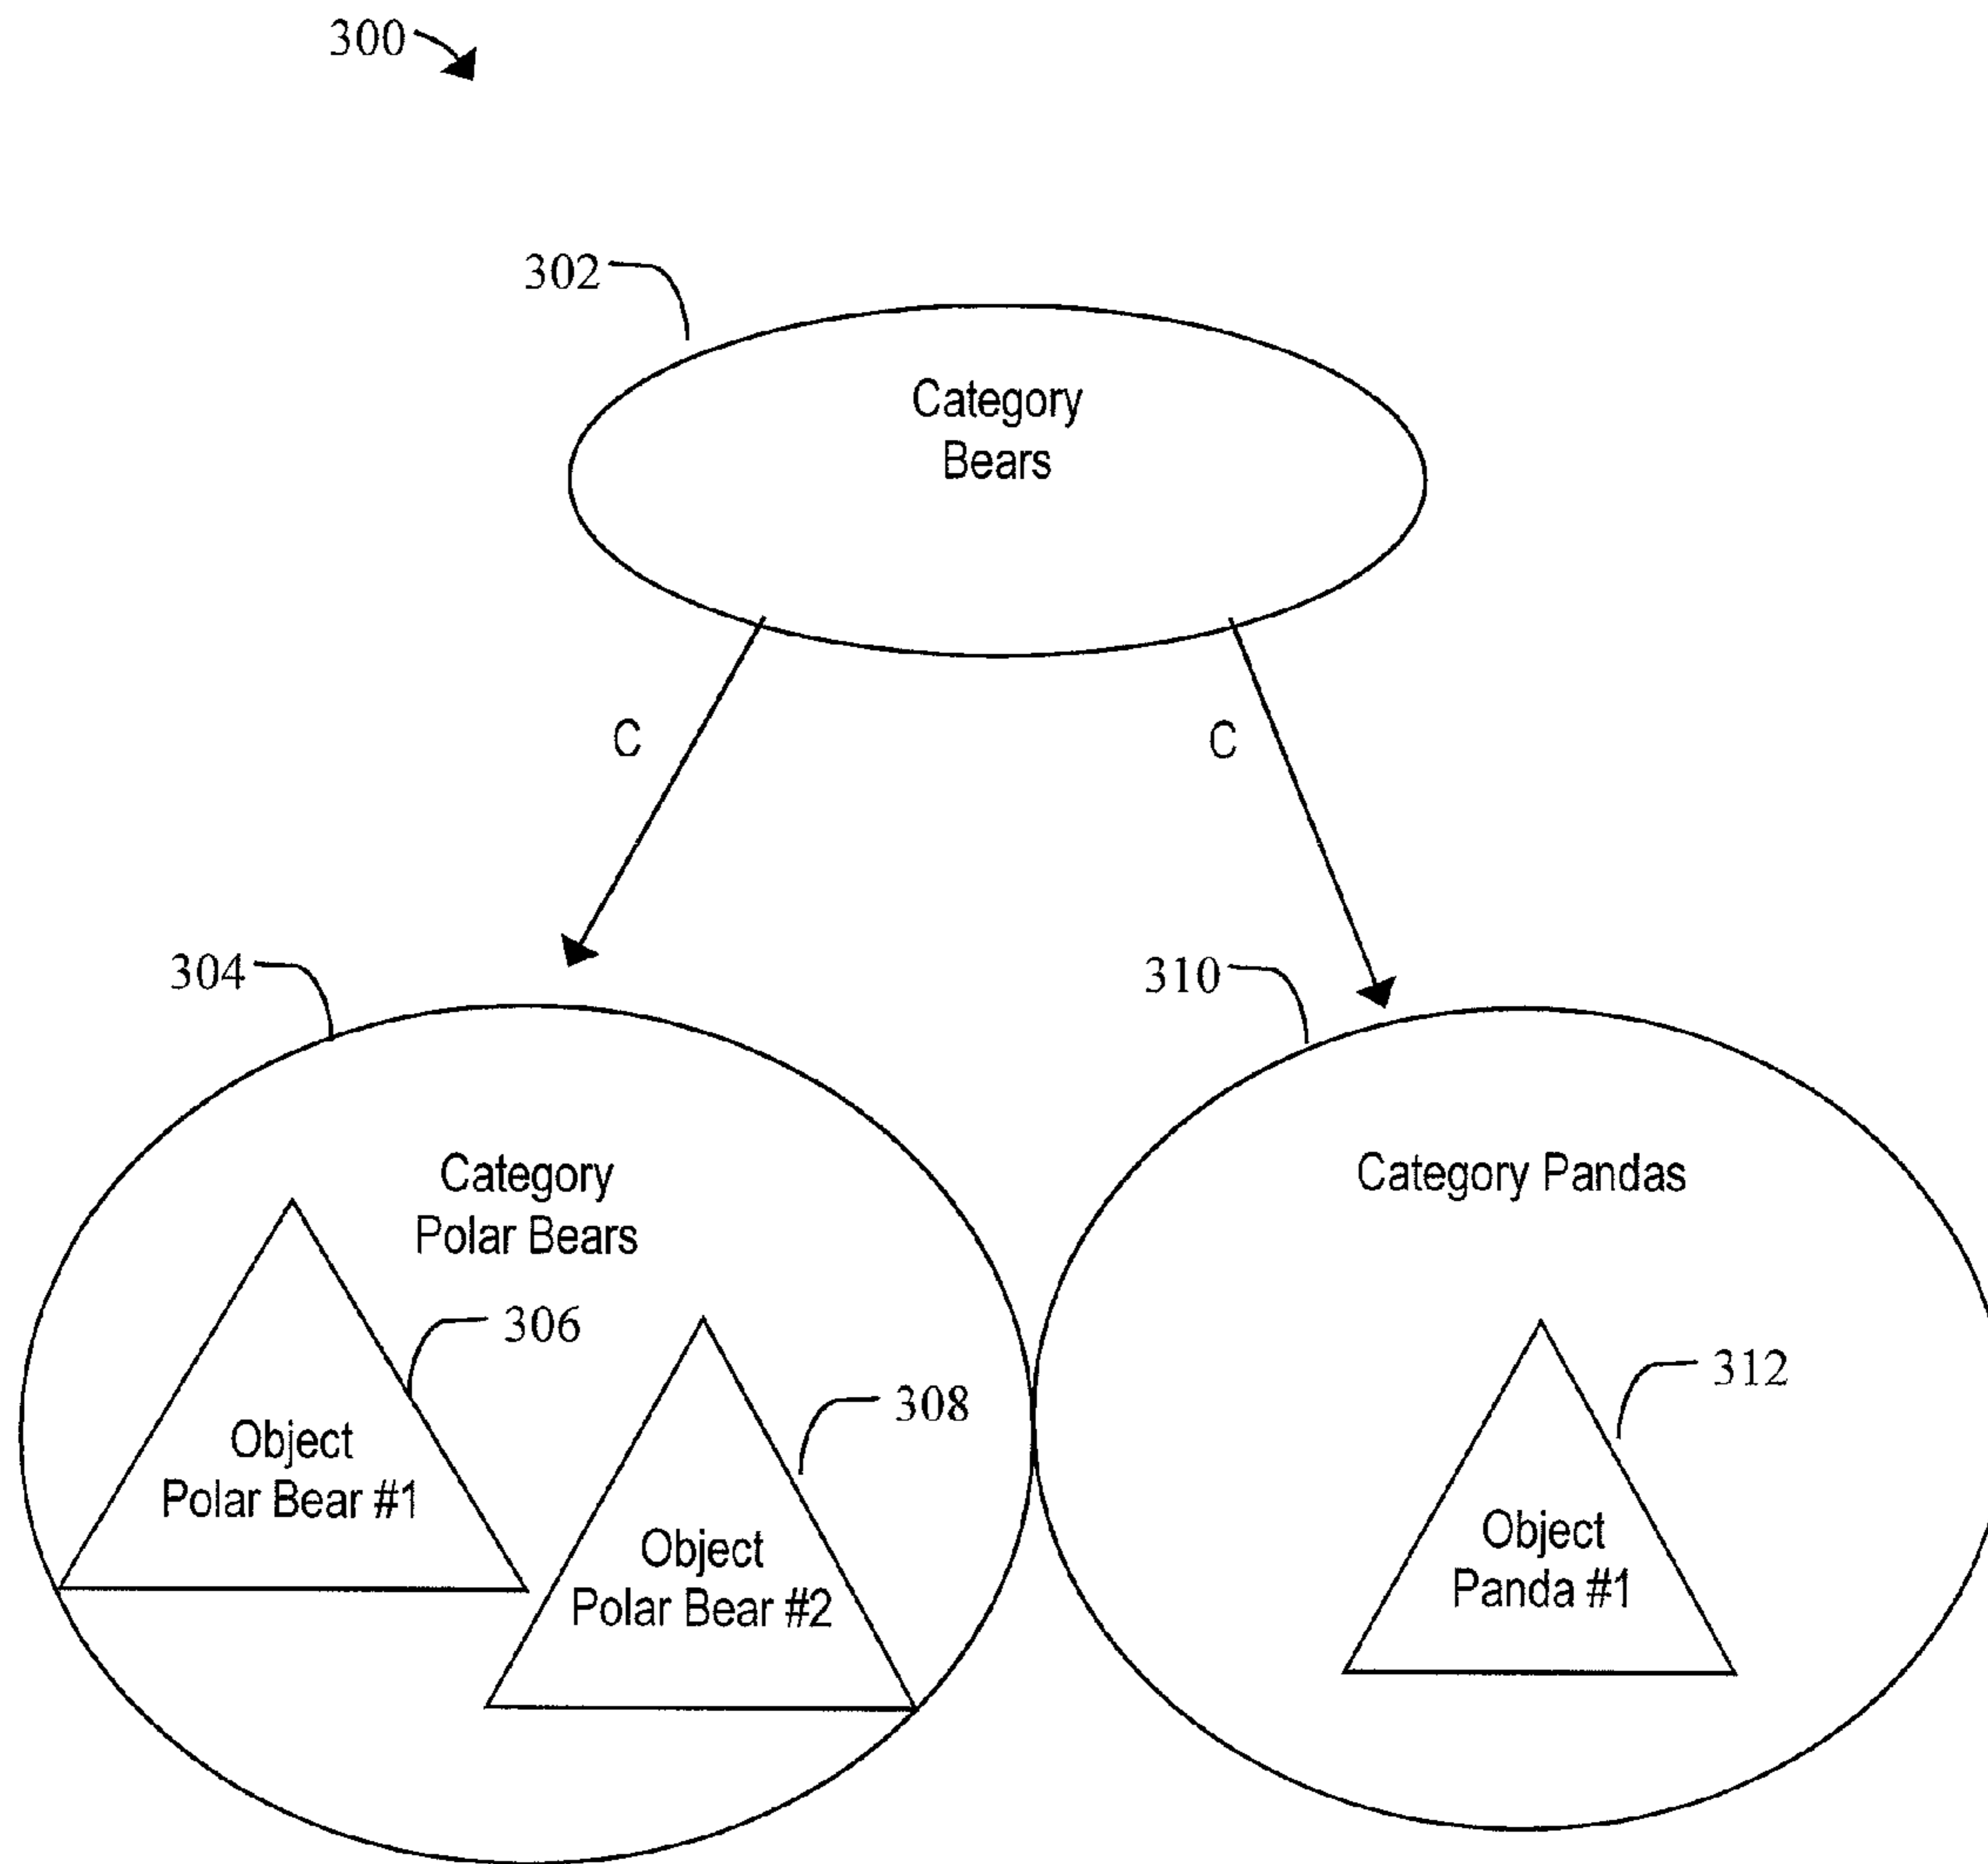 300
302
Category
Bears
C
C
304
310
Category
Polar Bears
Category Pandas
306
308
312
Object
Polar Bear #1
Object
Polar Bear #2
Object
Panda #1